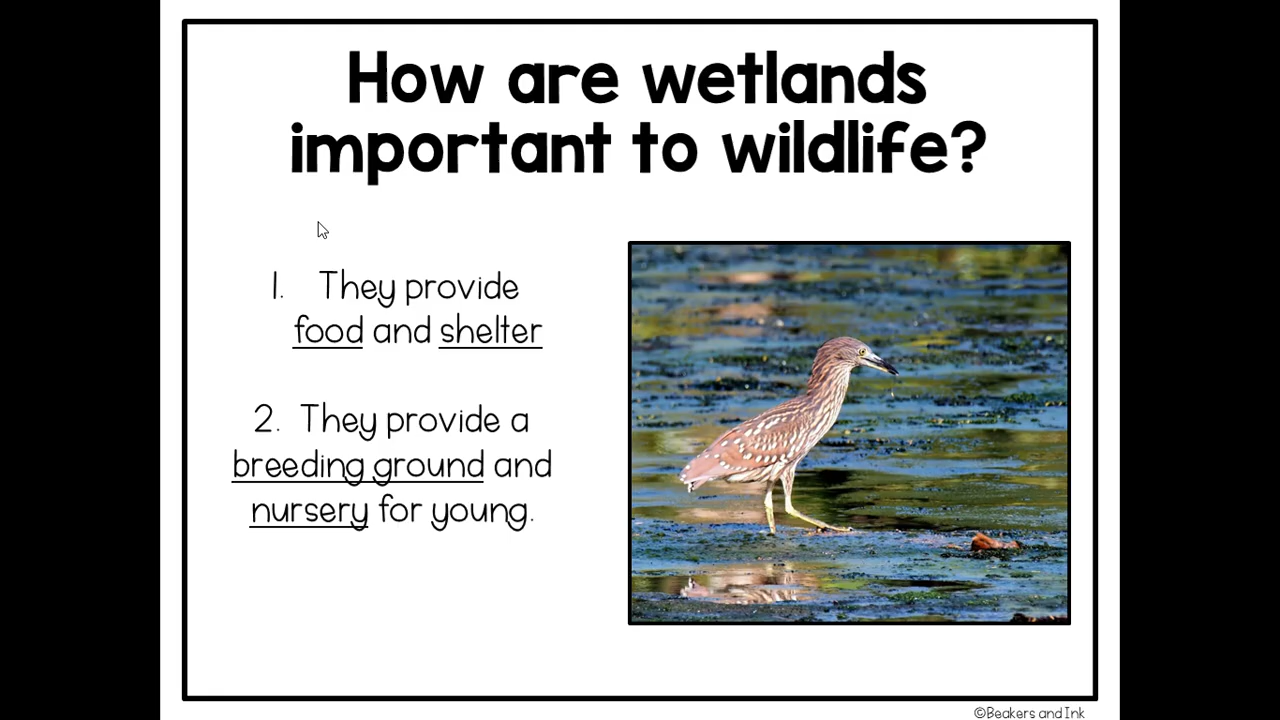 How are wetlands
important to wildlife?
1. They provide
food and shelter
2. They provide a
breeding ground and
nursery for young.
©Beakers and Ink